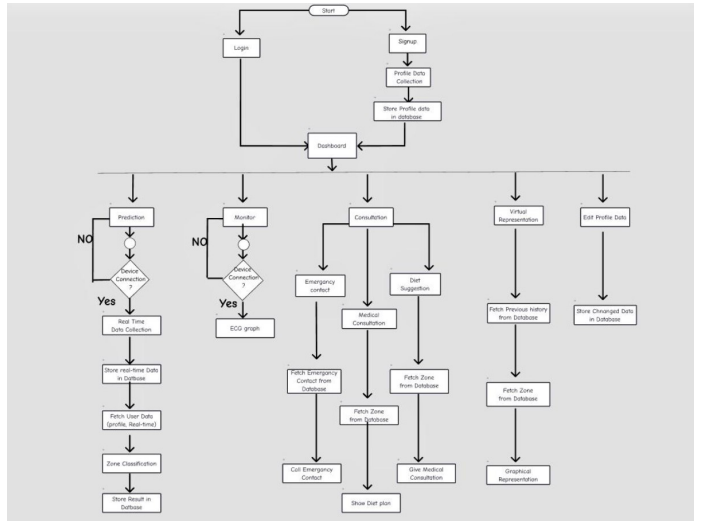 Start
Login
Signup
Profile Data
Collection
Store Profile data
in database
Dashboard
Prediction
Monitor
Consultation
Virtual
Representation
Edit Profile Data
NO
NO
Device
Connection
?
Device
Connection
?
Yes
Yes
Emergency
contact
Diet
Suggestion
Medical
Consultation
Real Time
Data Collection
ECG graph
Fetch Previous history
from Database
Store Chnanged Data
in Database
Store real-time Data
in Datbase
Fetch Emergancy
Contact from
Database
Fetch Zone
from Database
Fetch Zone
from Database
Fetch User Data
(profile, Real-time)
Fetch Zone
from Database
Zone Classification
Call Emergency
Contact
Give Medical
Consultation
Graphical
Representation
Store Result in
Datbase
Show Diet plan